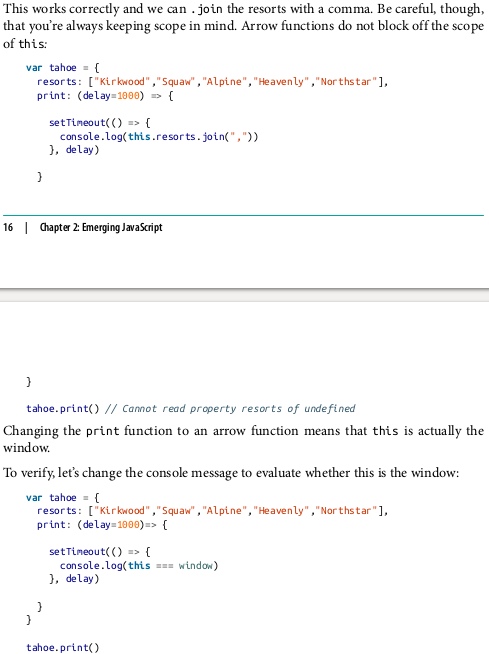 This works correctly and we can .join the resorts with a comma. Be careful, though,
that you're always keeping scope in mind. Arrow functions do not block off the scope
of this:
var tahoe = {
  resorts: ["Kirkwood","Squaw","Alpine","Heavenly","Northstar"],
  print: (delay=1000) => {
    setTimeout(() => {
      console.log(this.resorts.join(","))
    }, delay)
  }
16 | Chapter 2: Emerging JavaScript
}
tahoe.print() // Cannot read property resorts of undefined
Changing the print function to an arrow function means that this is actually the
window.
To verify, let's change the console message to evaluate whether this is the window:
var tahoe = {
  resorts: ["Kirkwood","Squaw","Alpine","Heavenly","Northstar"],
  print: (delay=1000)=> {
    setTimeout(() => {
      console.log(this === window)
    }, delay)
  }
}
tahoe.print()